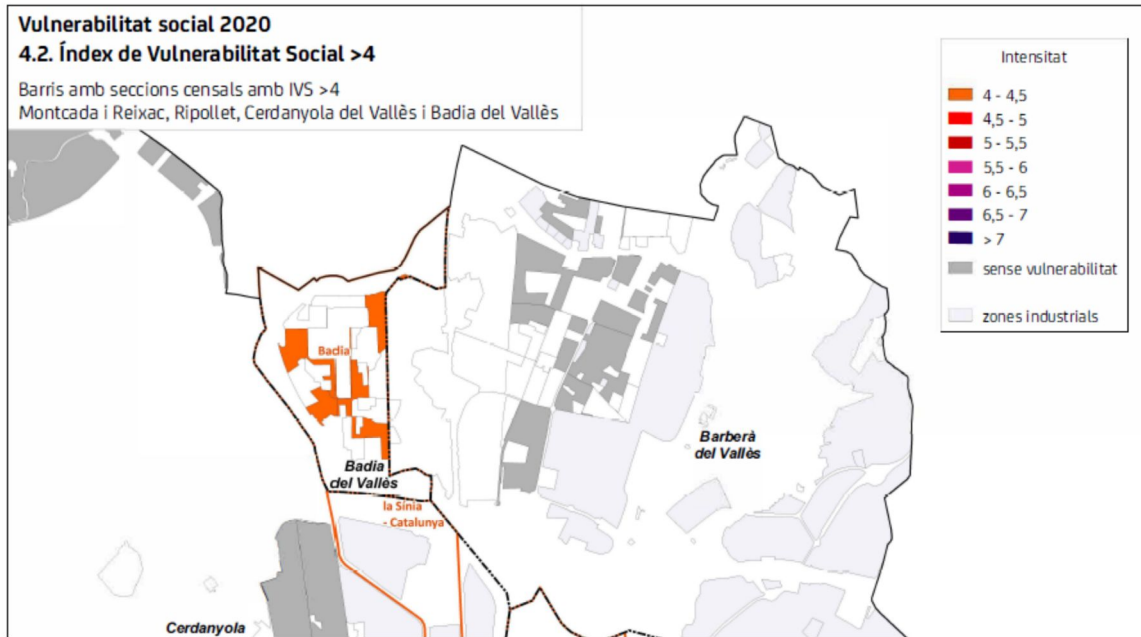 Vulnerabilitat social 2020
4.2. Índex de Vulnerabilitat Social >4
Barris amb seccions censals amb IVS >4
Montcada i Reixac, Ripollet, Cerdanyola del Vallès i Badia del Vallès
Intensitat
4 - 4,5
4,5 - 5
5 - 5,5
5,5 - 6
6 - 6,5
6,5 - 7
> 7
sense vulnerabilitat
zones industrials
Badia
Barberà
del Vallès
Badia
del Vallès
la Sínia
- Catalunya
Cerdanyola